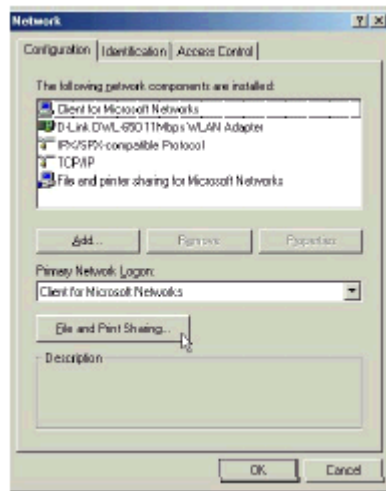 Network
Configuration Identification Access Control
The following network components are installed:
Client for Microsoft Networks
D-Link DWL-650 11Mbps WLAN Adapter
IPX/SPX-compatible Protocol
TCP/IP
File and printer sharing for Microsoft Networks
Add... Remove Properties
Primary Network Logon:
Client for Microsoft Networks
File and Print Sharing...
Description
OK Cancel